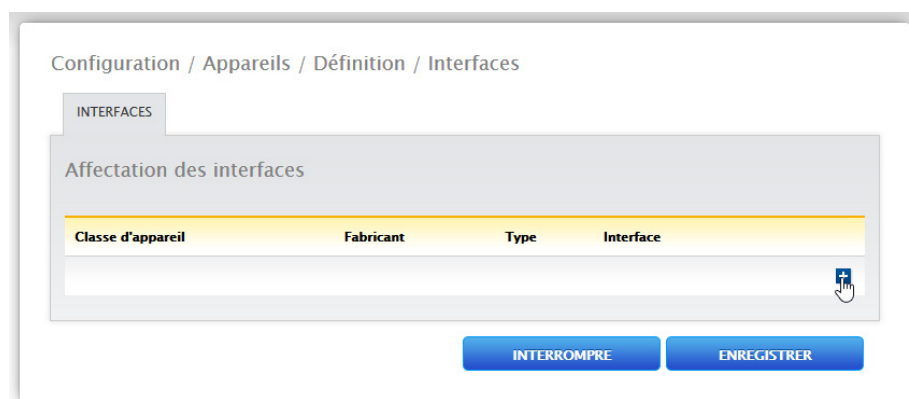 Configuration / Appareils / Définition / Interfaces
INTERFACES
Affectation des interfaces
Classe d'appareil Fabricant Type Interface
INTERROMPRE ENREGISTRER